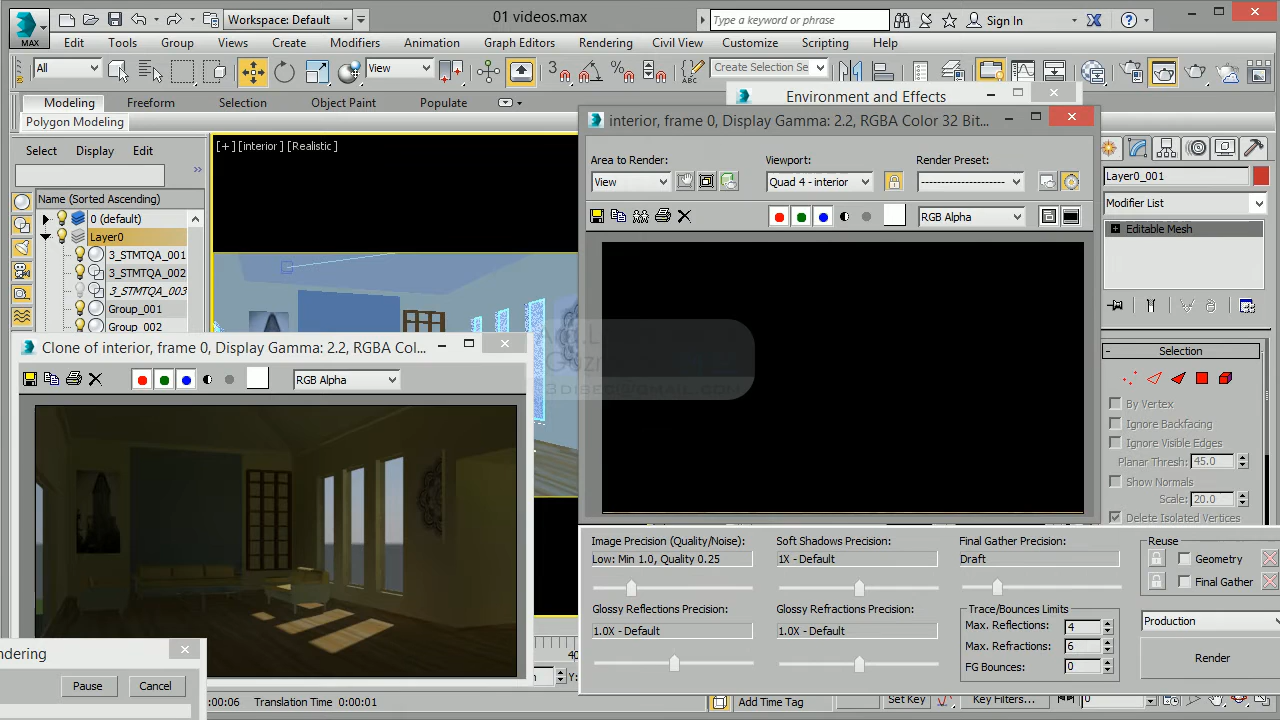 MAX
Workspace: Default
01 videos.max
Type a keyword or phrase
Sign In
Edit Tools Group Views Create Modifiers Animation Graph Editors Rendering Civil View Customize Scripting Help
All
View
3
Create Selection Se
Modeling Freeform Selection Object Paint Populate
Polygon Modeling
Environment and Effects
interior, frame 0, Display Gamma: 2.2, RGBA Color 32 Bit...
Select Display Edit
Name (Sorted Ascending)
0 (default)
Layer0
3_STMTQA_001
3_STMTQA_002
3_STMTQA_003
Group_001
Group_002
[+] [interior] [Realistic]
Area to Render:
View
Viewport:
Quad 4 - interior
Render Preset:
RGB Alpha
Layer0_001
Modifier List
Editable Mesh
Selection
By Vertex
Ignore Backfacing
Ignore Visible Edges
Planar Thresh: 45.0
Show Normals
Scale: 20.0
Delete Isolated Vertices
Clone of interior, frame 0, Display Gamma: 2.2, RGBA Col...
RGB Alpha
3disec@gmail.com
Image Precision (Quality/Noise):
Low: Min 1.0, Quality 0.25
Soft Shadows Precision:
1X - Default
Final Gather Precision:
Draft
Reuse
Geometry
Final Gather
Glossy Reflections Precision:
1.0X - Default
Glossy Refractions Precision:
1.0X - Default
Trace/Bounces Limits
Max. Reflections: 4
Max. Refractions: 6
FG Bounces: 0
Production
Render
ndering
Pause
Cancel
40
Y:
:00:06 Translation Time 0:00:01
Add Time Tag
Set Key
Key Filters...
0